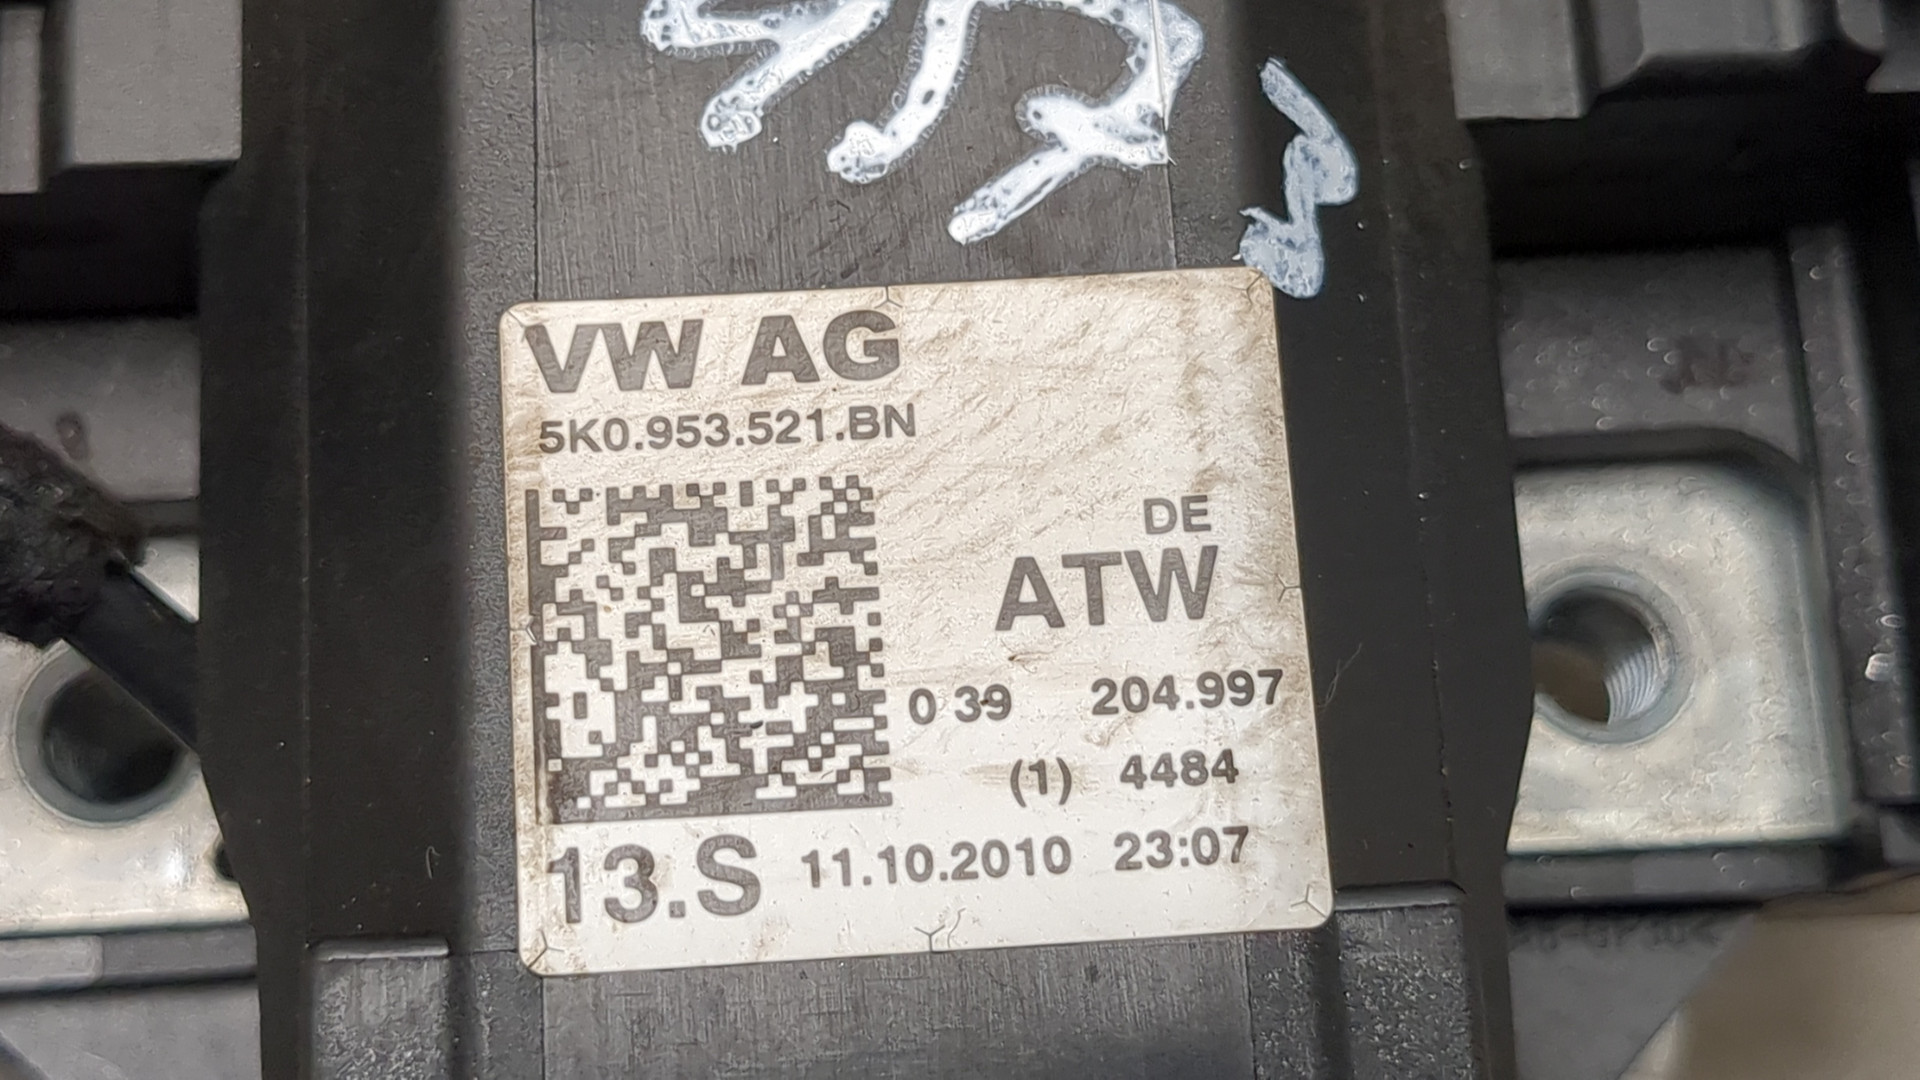 VW AG
5K0.953.521.BN
DE
ATW
0 39 204.997
(1) 4484
13.S 11.10.2010 23:07